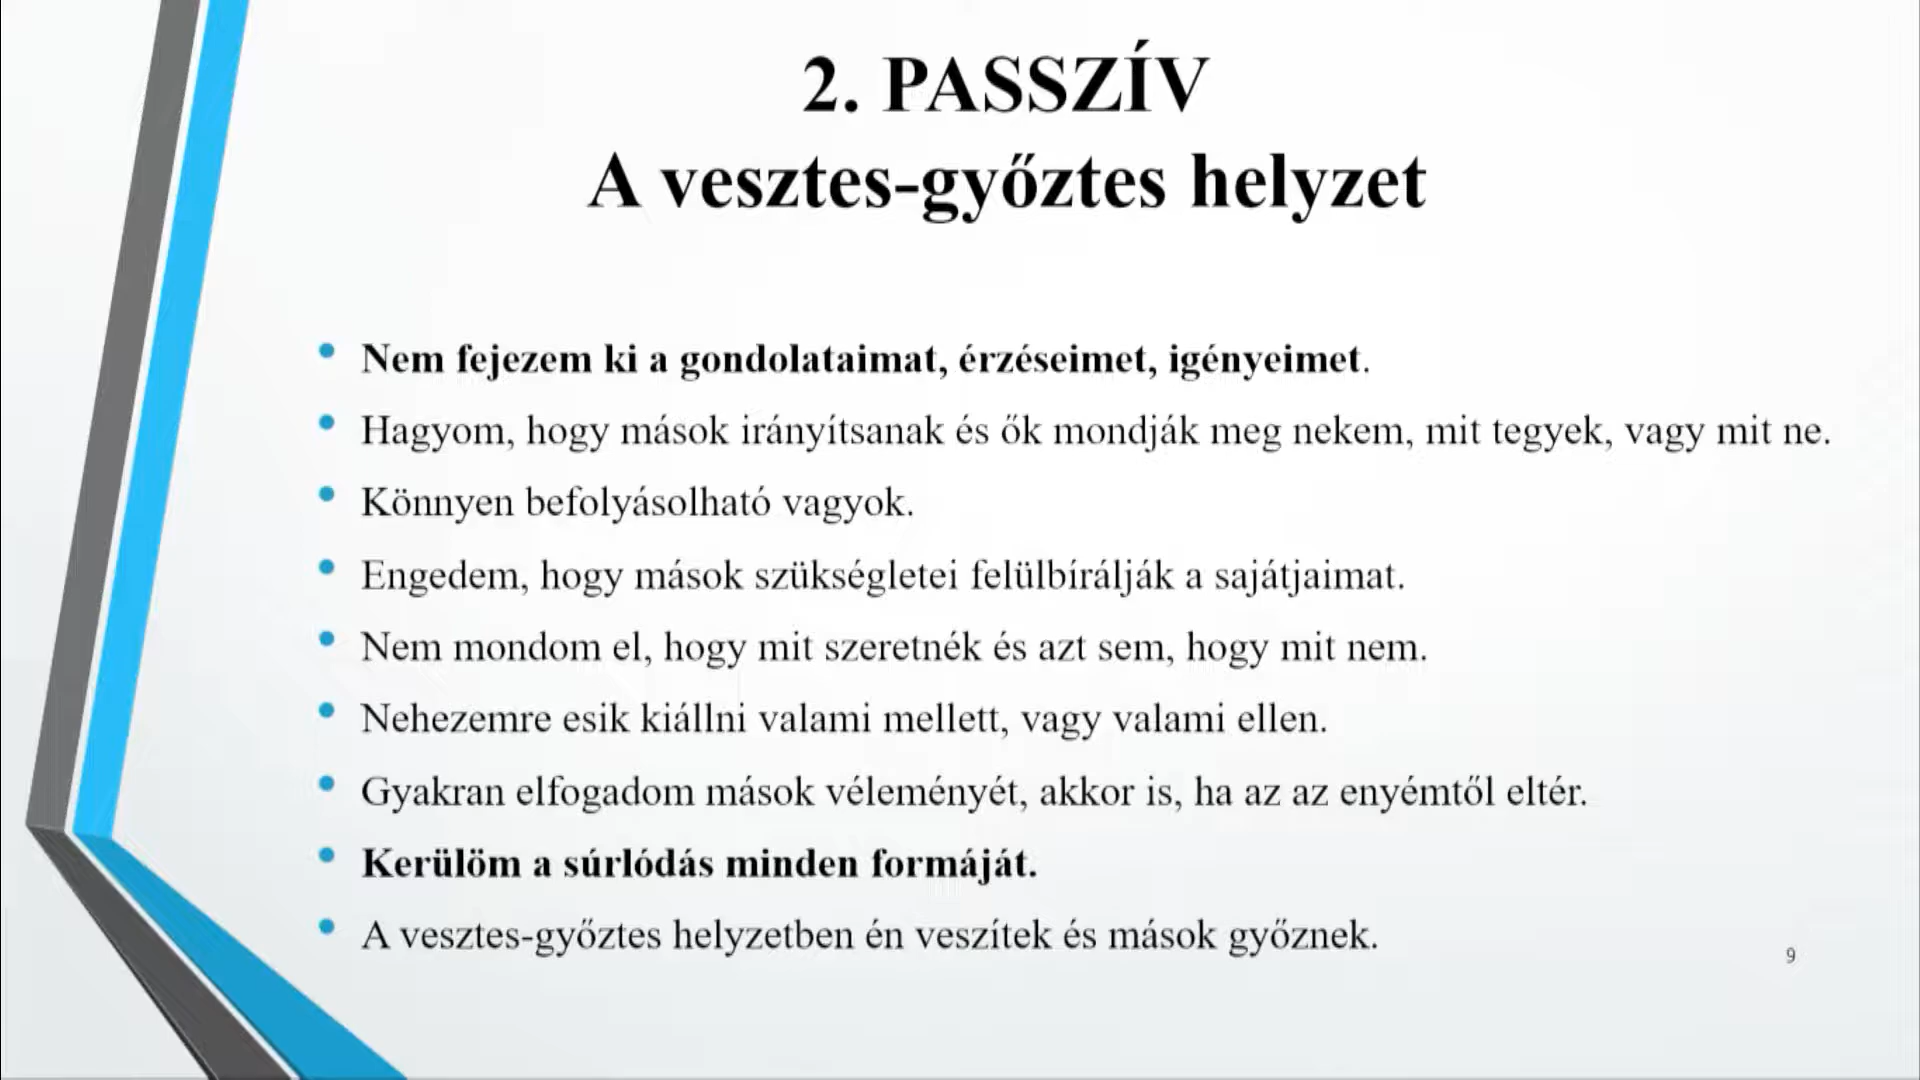 2. PASSZÍV
A vesztes-győztes helyzet
• Nem fejezem ki a gondolataimat, érzéseimet, igényeimet.
• Hagyom, hogy mások irányítsanak és ők mondják meg nekem, mit tegyek, vagy mit ne.
• Könnyen befolyásolható vagyok.
• Engedem, hogy mások szükségletei felülbírálják a sajátjaimat.
• Nem mondom el, hogy mit szeretnék és azt sem, hogy mit nem.
• Nehezemre esik kiállni valami mellett, vagy valami ellen.
• Gyakran elfogadom mások véleményét, akkor is, ha az az enyémtől eltér.
• Kerülöm a súrlódás minden formáját.
• A vesztes-győztes helyzetben én veszítek és mások győznek.
9